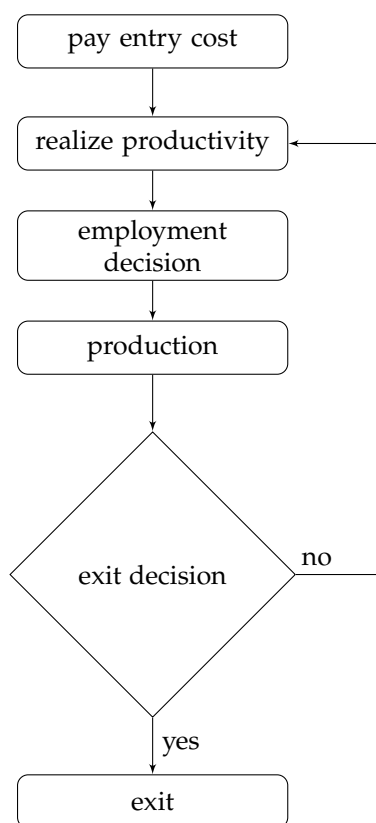 pay entry cost
realize productivity
employment
decision
production
exit decision
no
yes
exit